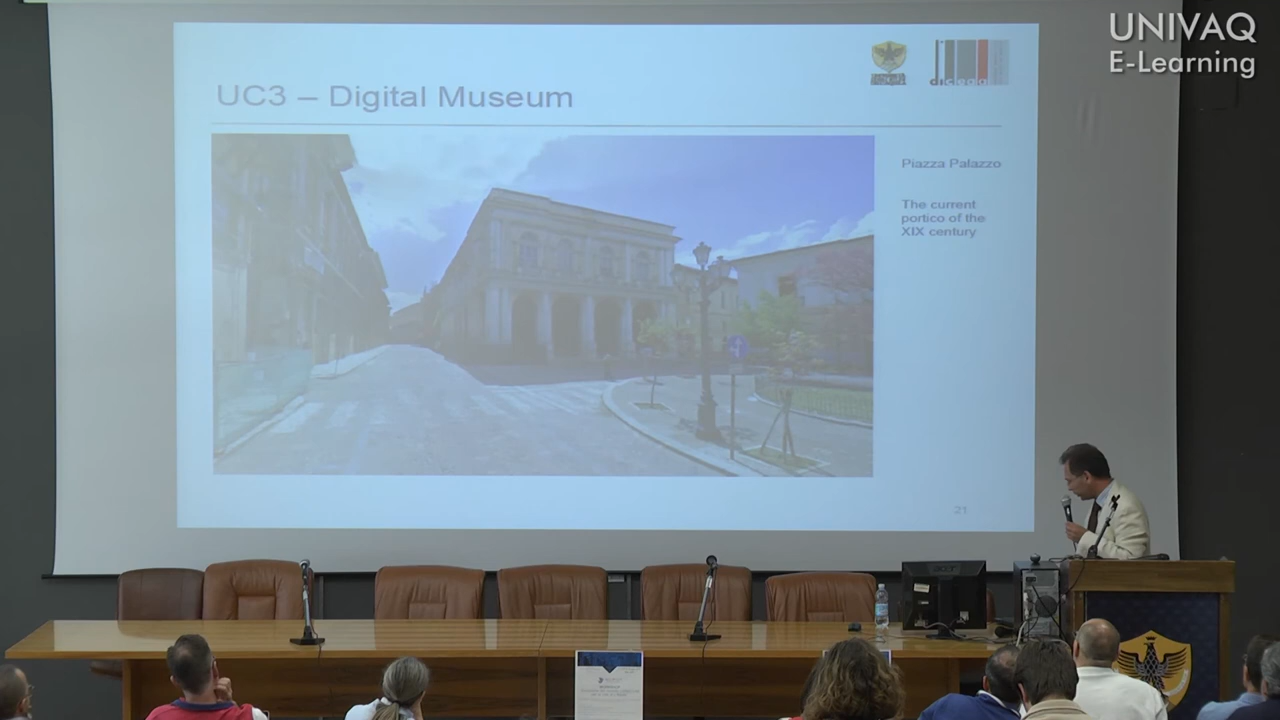 UNIVAQ
E-Learning
UC3 – Digital Museum
Piazza Palazzo
The current
portico of the
XIX century
21